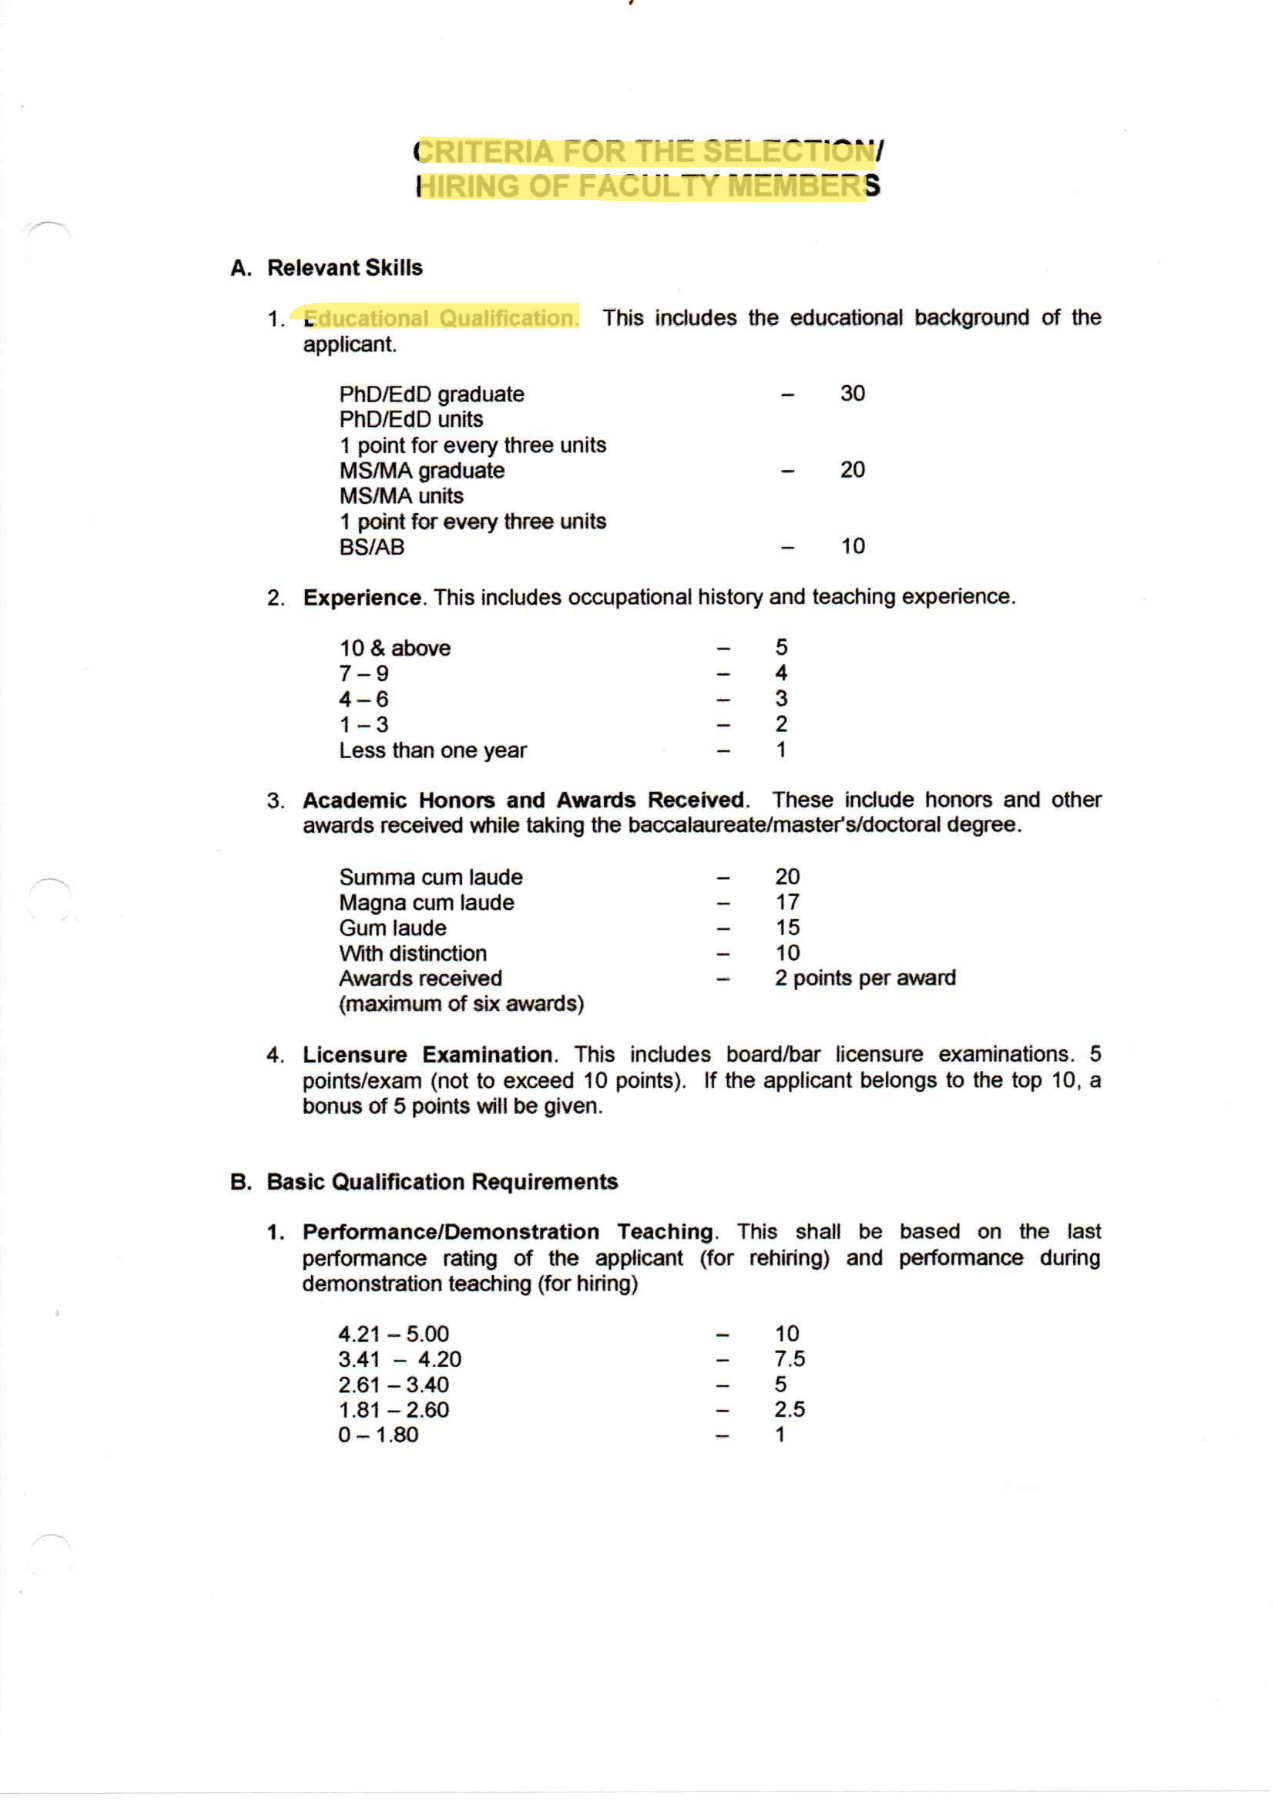 CRITERIA FOR THE SELECTION/
HIRING OF FACULTY MEMBERS
A. Relevant Skills
1. Educational Qualification. This includes the educational background of the
applicant.
PhD/EdD graduate – 30
PhD/EdD units
1 point for every three units
MS/MA graduate – 20
MS/MA units
1 point for every three units
BS/AB – 10
2. Experience. This includes occupational history and teaching experience.
10 & above – 5
7 – 9 – 4
4 – 6 – 3
1 – 3 – 2
Less than one year – 1
3. Academic Honors and Awards Received. These include honors and other
awards received while taking the baccalaureate/master's/doctoral degree.
Summa cum laude – 20
Magna cum laude – 17
Gum laude – 15
With distinction – 10
Awards received – 2 points per award
(maximum of six awards)
4. Licensure Examination. This includes board/bar licensure examinations. 5
points/exam (not to exceed 10 points). If the applicant belongs to the top 10, a
bonus of 5 points will be given.
B. Basic Qualification Requirements
1. Performance/Demonstration Teaching. This shall be based on the last
performance rating of the applicant (for rehiring) and performance during
demonstration teaching (for hiring)
4.21 – 5.00 – 10
3.41 – 4.20 – 7.5
2.61 – 3.40 – 5
1.81 – 2.60 – 2.5
0 – 1.80 – 1